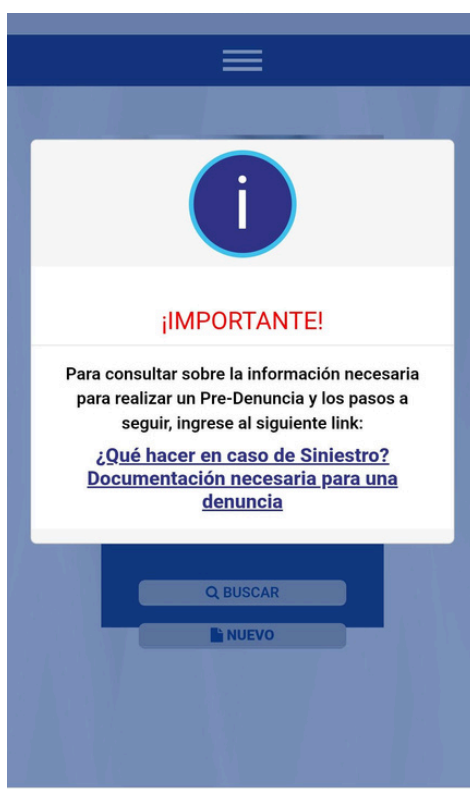 i
¡IMPORTANTE!
Para consultar sobre la información necesaria
para realizar un Pre-Denuncia y los pasos a
seguir, ingrese al siguiente link:
¿Qué hacer en caso de Siniestro?
Documentación necesaria para una
denuncia
BUSCAR
NUEVO